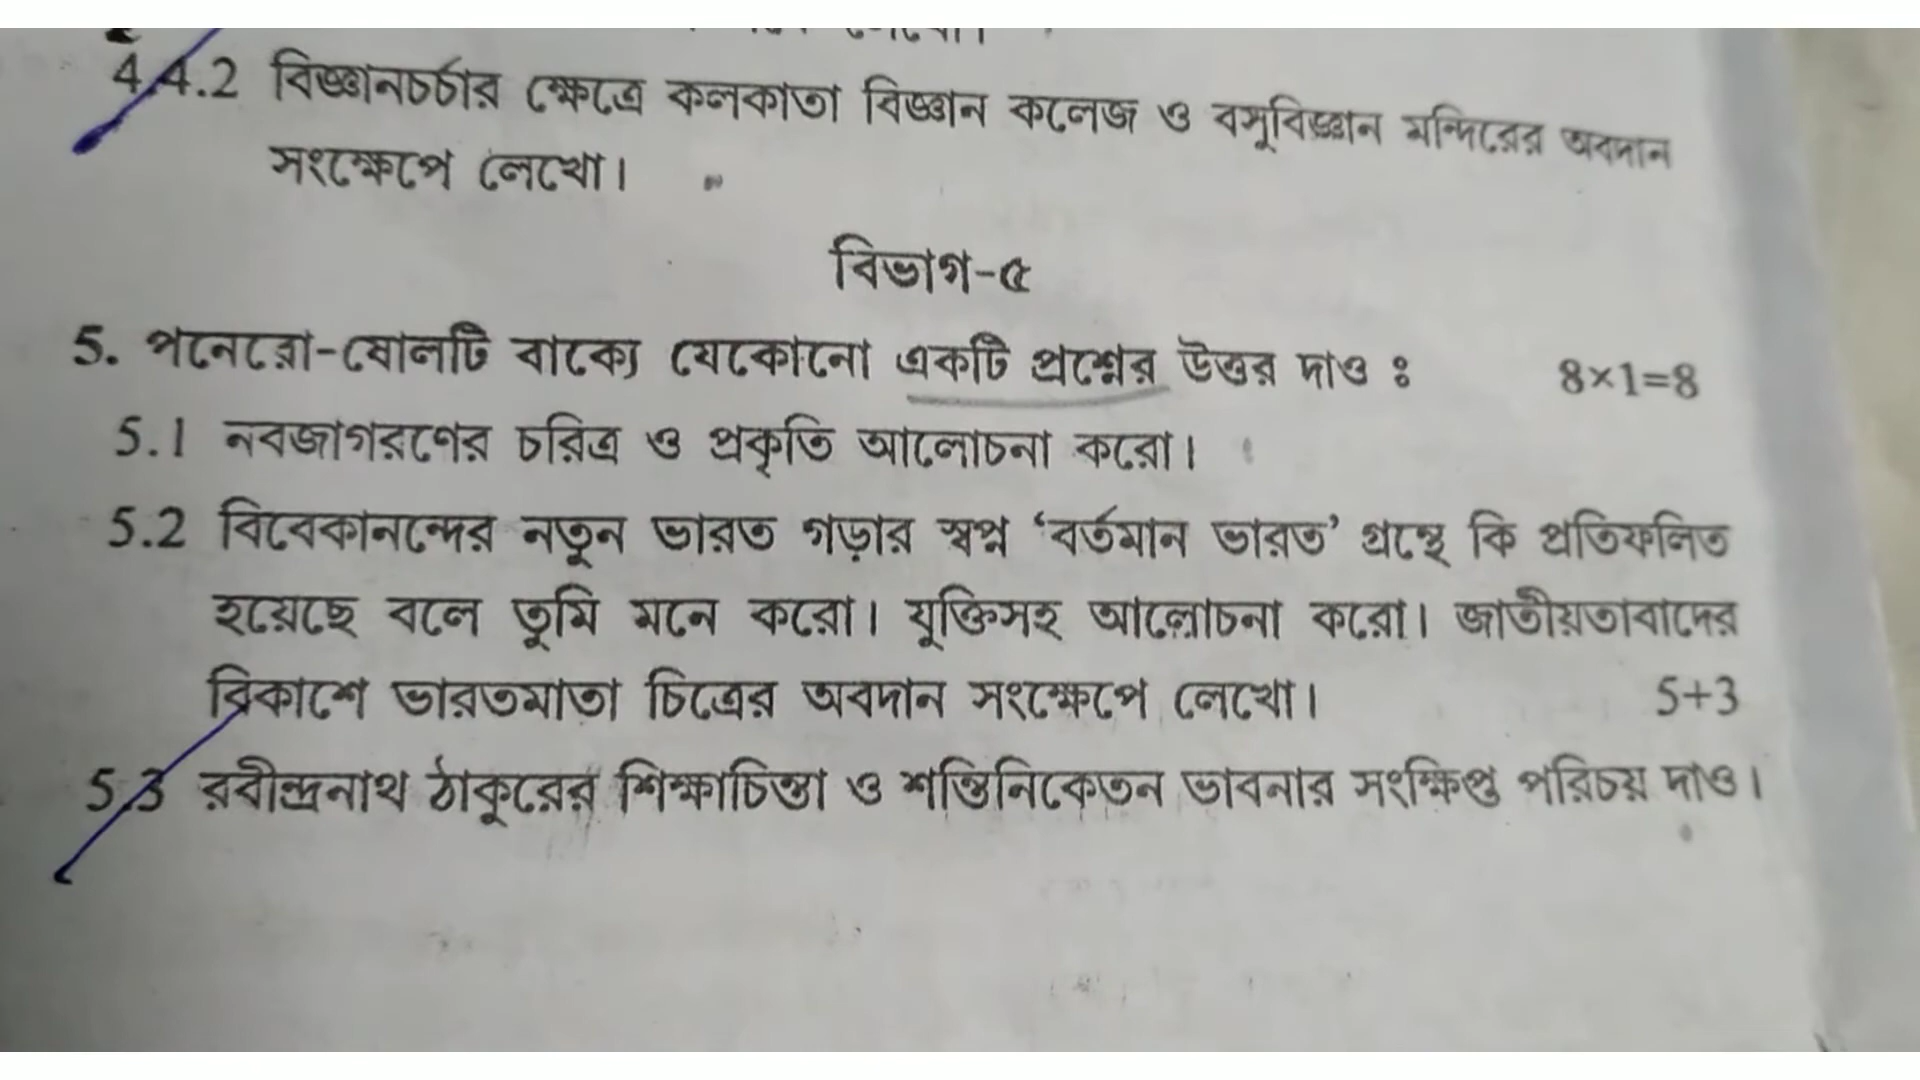 4.4.2 বিজ্ঞানচর্চার ক্ষেত্রে কলকাতা বিজ্ঞান কলেজ ও বসুবিজ্ঞান মন্দিরের অবদান
সংক্ষেপে লেখো।
বিভাগ-৫
5. পনেরো-ষোলটি বাক্যে যেকোনো একটি প্রশ্নের উত্তর দাও ঃ 8×1=8
5.1 নবজাগরণের চরিত্র ও প্রকৃতি আলোচনা করো।
5.2 বিবেকানন্দের নতুন ভারত গড়ার স্বপ্ন ‘বর্তমান ভারত’ গ্রন্থে কি প্রতিফলিত
হয়েছে বলে তুমি মনে করো। যুক্তিসহ আলোচনা করো। জাতীয়তাবাদের
বিকাশে ভারতমাতা চিত্রের অবদান সংক্ষেপে লেখো। 5+3
5.3 রবীন্দ্রনাথ ঠাকুরের শিক্ষাচিন্তা ও শান্তিনিকেতন ভাবনার সংক্ষিপ্ত পরিচয় দাও।